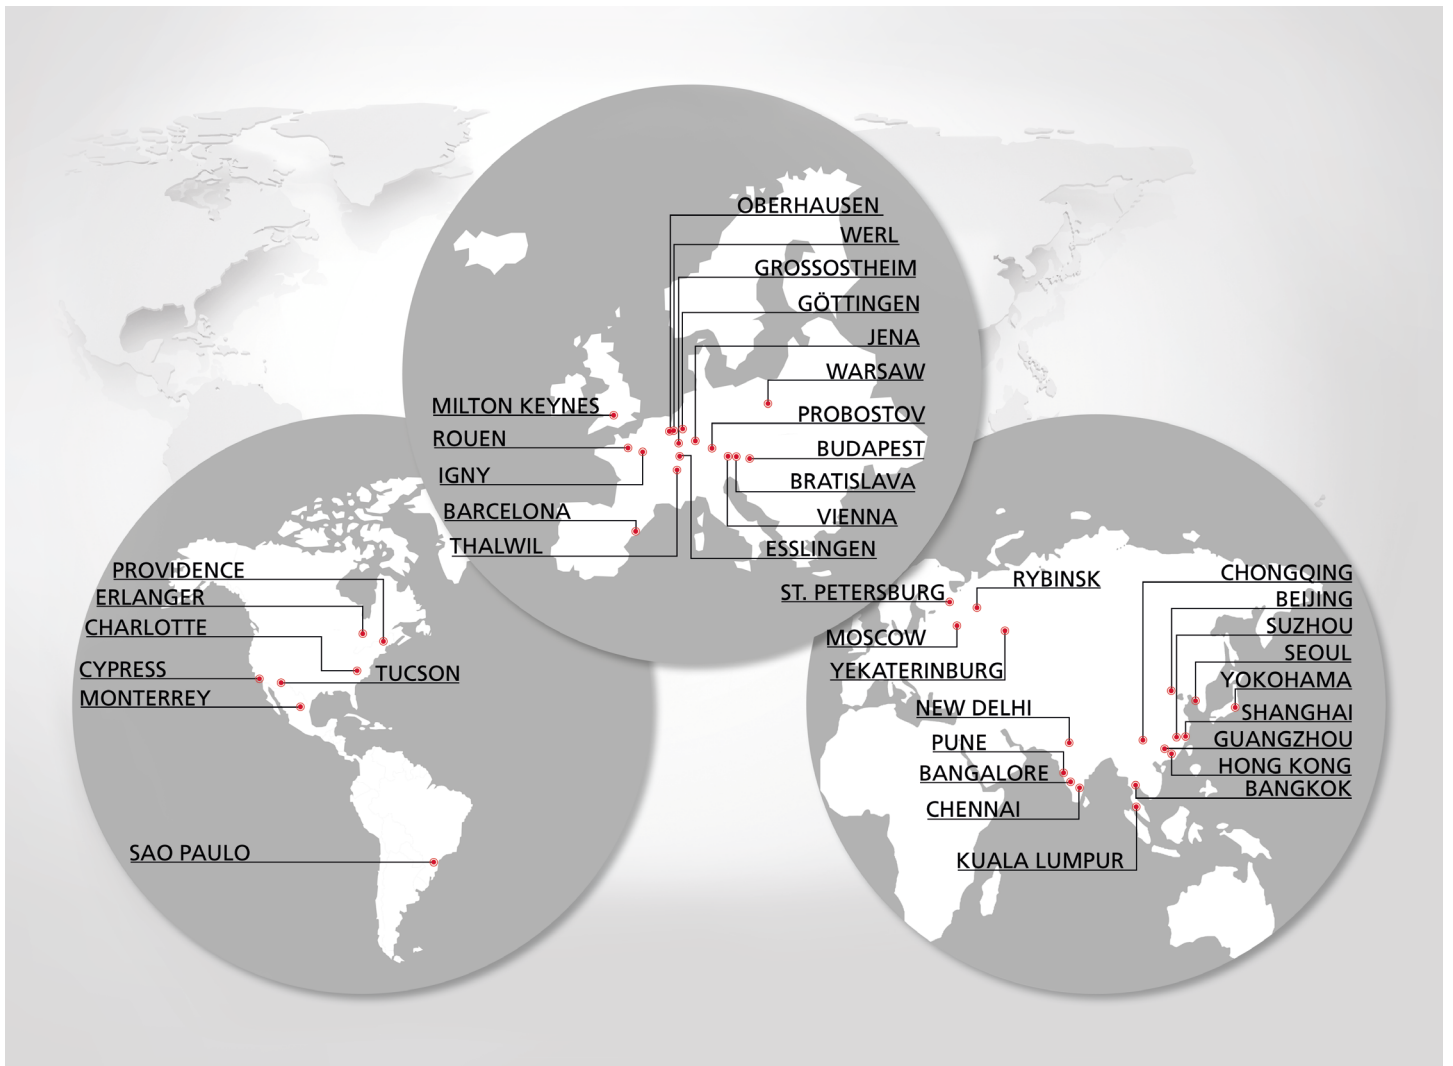 OBERHAUSEN
WERL
GROSSOSTHEIM
GÖTTINGEN
JENA
WARSAW
MILTON KEYNES
PROBOSTOV
ROUEN
BUDAPEST
IGNY
BRATISLAVA
BARCELONA
VIENNA
THALWIL
ESSLINGEN
PROVIDENCE
ERLANGER
CHARLOTTE
CYPRESS
TUCSON
MONTERREY
SAO PAULO
ST. PETERSBURG
RYBINSK
MOSCOW
YEKATERINBURG
NEW DELHI
PUNE
BANGALORE
CHENNAI
KUALA LUMPUR
CHONGQING
BEIJING
SUZHOU
SEOUL
YOKOHAMA
SHANGHAI
GUANGZHOU
HONG KONG
BANGKOK